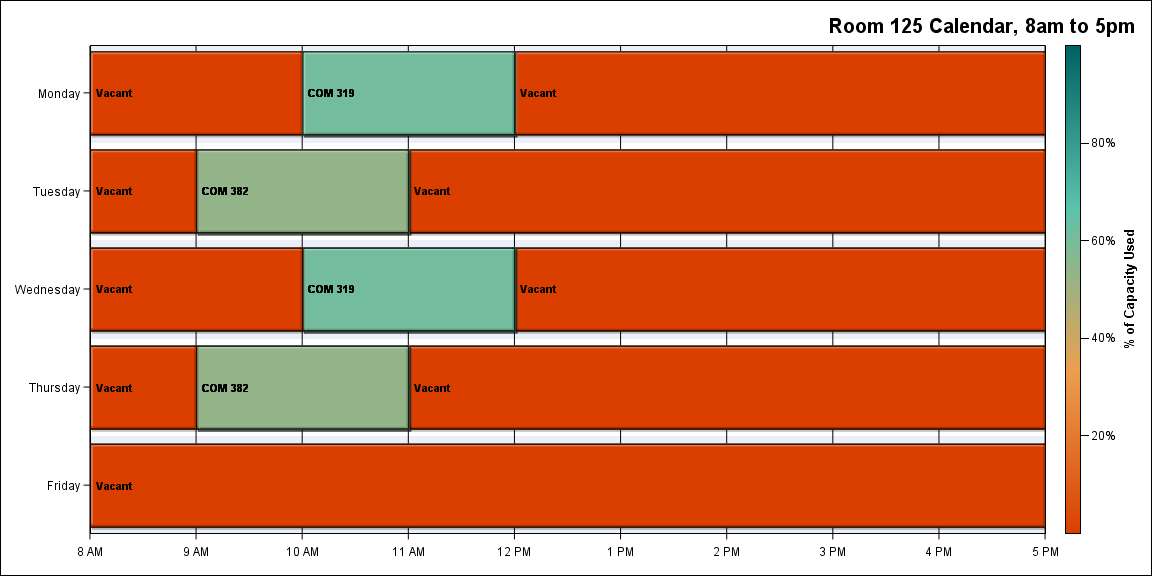 Room 125 Calendar, 8am to 5pm
Monday
Vacant
COM 319
Vacant
Tuesday
Vacant
COM 382
Vacant
Wednesday
Vacant
COM 319
Vacant
Thursday
Vacant
COM 382
Vacant
Friday
Vacant
8 AM
9 AM
10 AM
11 AM
12 PM
1 PM
2 PM
3 PM
4 PM
5 PM
80%
60%
40%
20%
% of Capacity Used